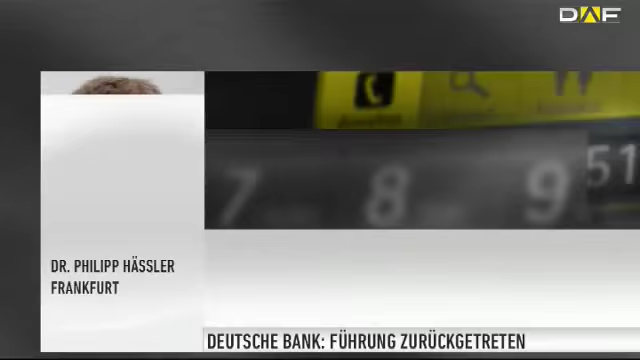 DAF
7 8 9
51
DR. PHILIPP HÄSSLER
FRANKFURT
DEUTSCHE BANK: FÜHRUNG ZURÜCKGETRETEN